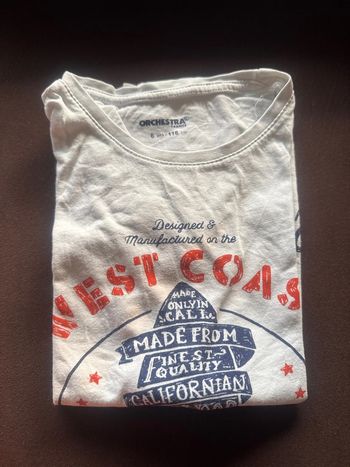 ORCHESTRA
Designed &
Manufactured on the
WEST COAS
MADE
ONLY IN
CALI
MADE FROM
FINEST
QUALITY
CALIFORNIAN